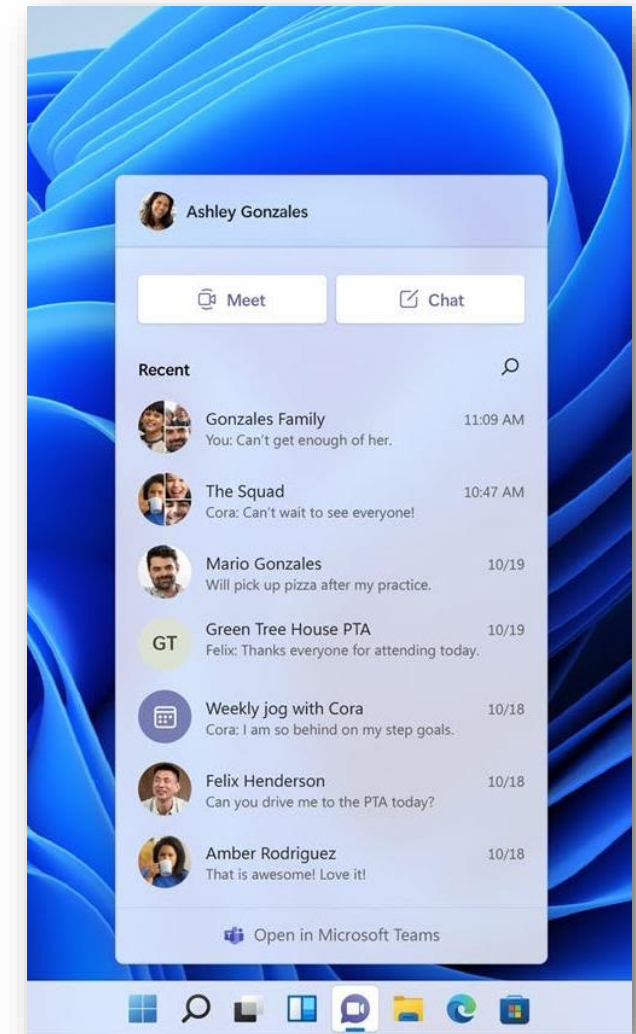 Ashley Gonzales
Meet
Chat
Recent
Gonzales Family 11:09 AM
You: Can't get enough of her.
The Squad 10:47 AM
Cora: Can't wait to see everyone!
Mario Gonzales 10/19
Will pick up pizza after my practice.
GT
Green Tree House PTA 10/19
Felix: Thanks everyone for attending today.
Weekly jog with Cora 10/18
Cora: I am so behind on my step goals.
Felix Henderson 10/18
Can you drive me to the PTA today?
Amber Rodriguez 10/18
That is awesome! Love it!
Open in Microsoft Teams